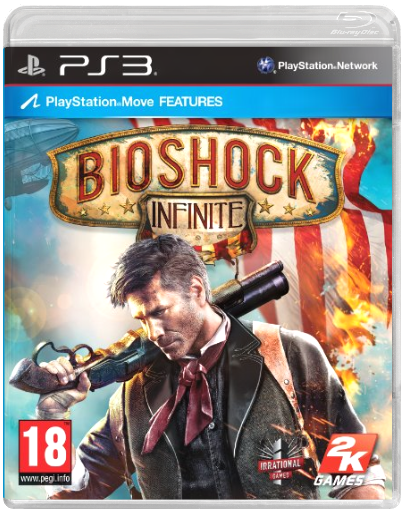 Blu-ray Disc
PS3
PlayStation Network
PlayStation Move FEATURES
BIOSHOCK
INFINITE
18
www.pegi.info
IRRATIONAL
GAMES
2K
GAMES